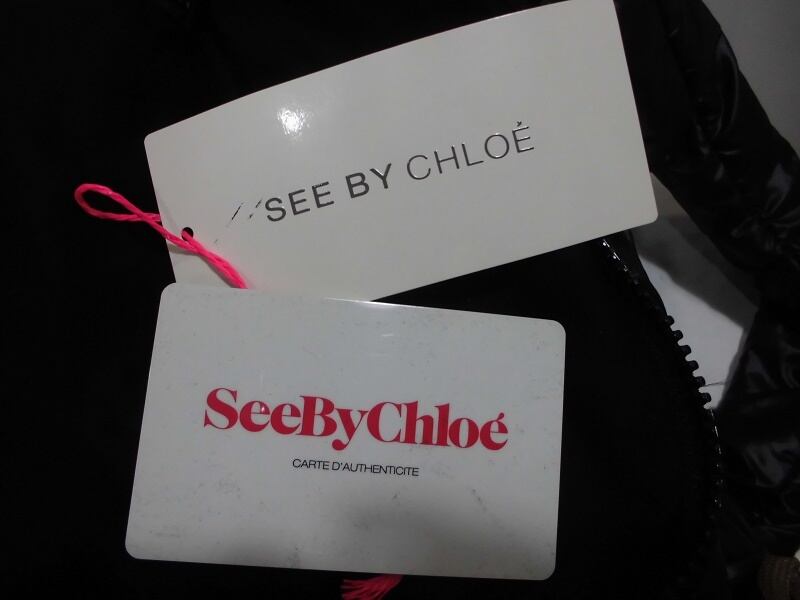 SEE BY CHLOÉ
SeeByChloé
CARTE D'AUTHENTICITE